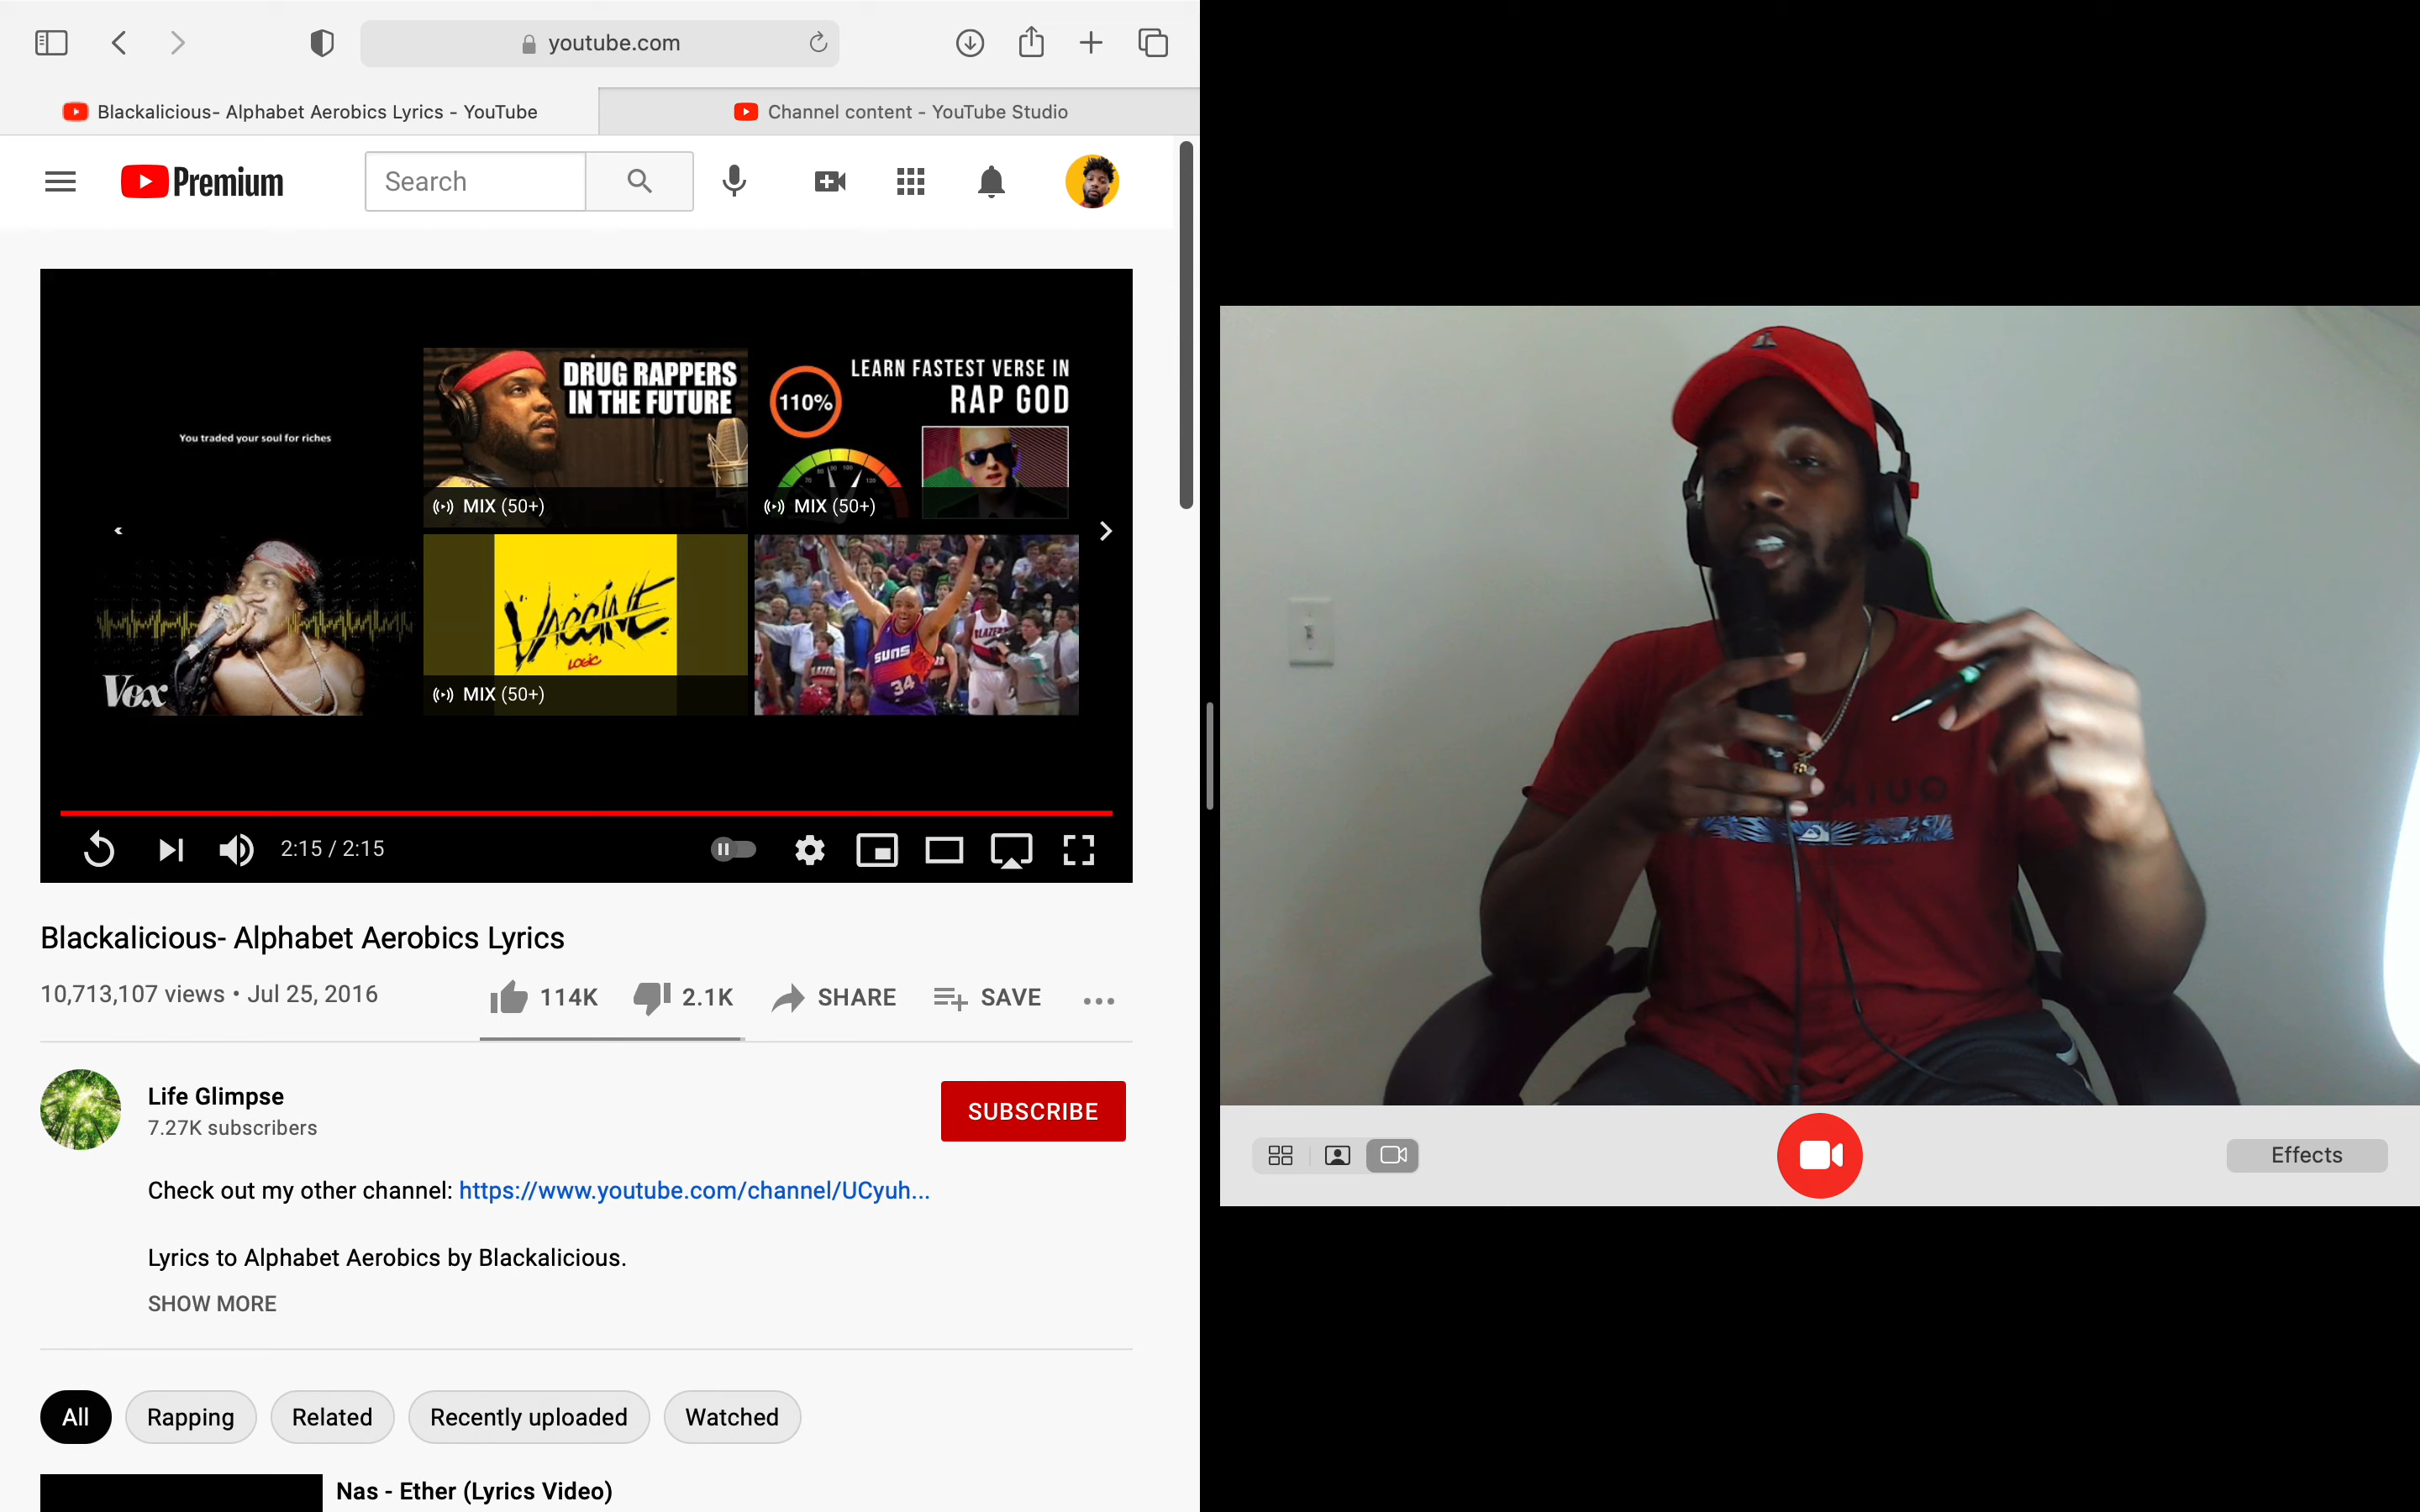 youtube.com
Blackalicious- Alphabet Aerobics Lyrics - YouTube
Channel content - YouTube Studio
Premium
Search
You traded your soul for riches
DRUG RAPPERS
IN THE FUTURE
MIX (50+)
LEARN FASTEST VERSE IN
RAP GOD
110%
MIX (50+)
Vox
VACCINE
LOGIC
MIX (50+)
SUNS
34
BLAZERS
2:15 / 2:15
Blackalicious- Alphabet Aerobics Lyrics
10,713,107 views • Jul 25, 2016
114K
2.1K
SHARE
SAVE
Life Glimpse
7.27K subscribers
SUBSCRIBE
Check out my other channel: https://www.youtube.com/channel/UCyuh...
Lyrics to Alphabet Aerobics by Blackalicious.
SHOW MORE
All
Rapping
Related
Recently uploaded
Watched
Nas - Ether (Lyrics Video)
Effects